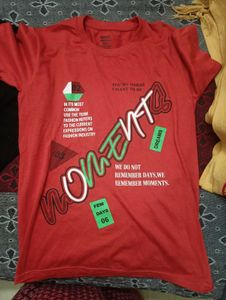 IN ITS MOST
COMMON
USE THE TERM
FASHION REFERS
TO THE CURRENT
EXPRESSIONS ON
FASHION INDUSTRY
MOMENTS
DREAMS
WE DO NOT
REMEMBER DAYS, WE
REMEMBER MOMENTS.
FEW
DAYS
06